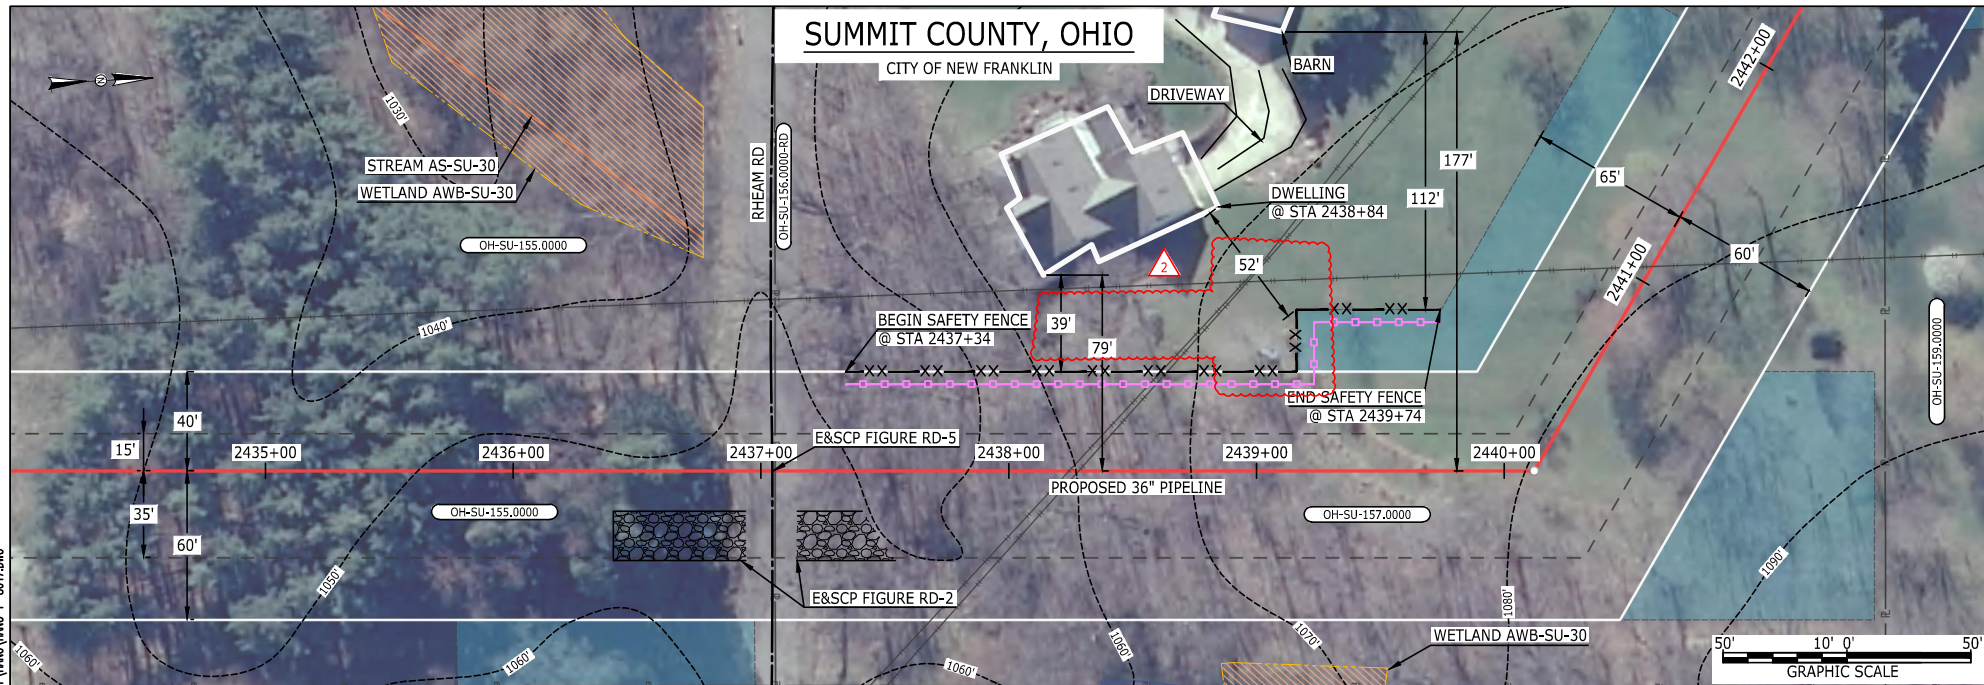 SUMMIT COUNTY, OHIO
CITY OF NEW FRANKLIN
N
BARN
DRIVEWAY
2442+00
1030'
STREAM AS-SU-30
WETLAND AWB-SU-30
RHEAM RD
OH-SU-156.0000-RD
177'
65'
112'
DWELLING
@ STA 2438+84
OH-SU-155.0000
2
52'
60'
2441+00
BEGIN SAFETY FENCE
@ STA 2437+34
39'
1040'
79'
OH-SU-159.0000
END SAFETY FENCE
@ STA 2439+74
40'
15'
2435+00
2436+00
2437+00
E&SCP FIGURE RD-5
2438+00
2439+00
2440+00
PROPOSED 36" PIPELINE
35'
OH-SU-155.0000
OH-SU-157.0000
60'
1050'
1090'
E&SCP FIGURE RD-2
1080'
1070'
WETLAND AWB-SU-30
1060'
1060'
1060'
1060'
50'
10'
0'
50'
GRAPHIC SCALE